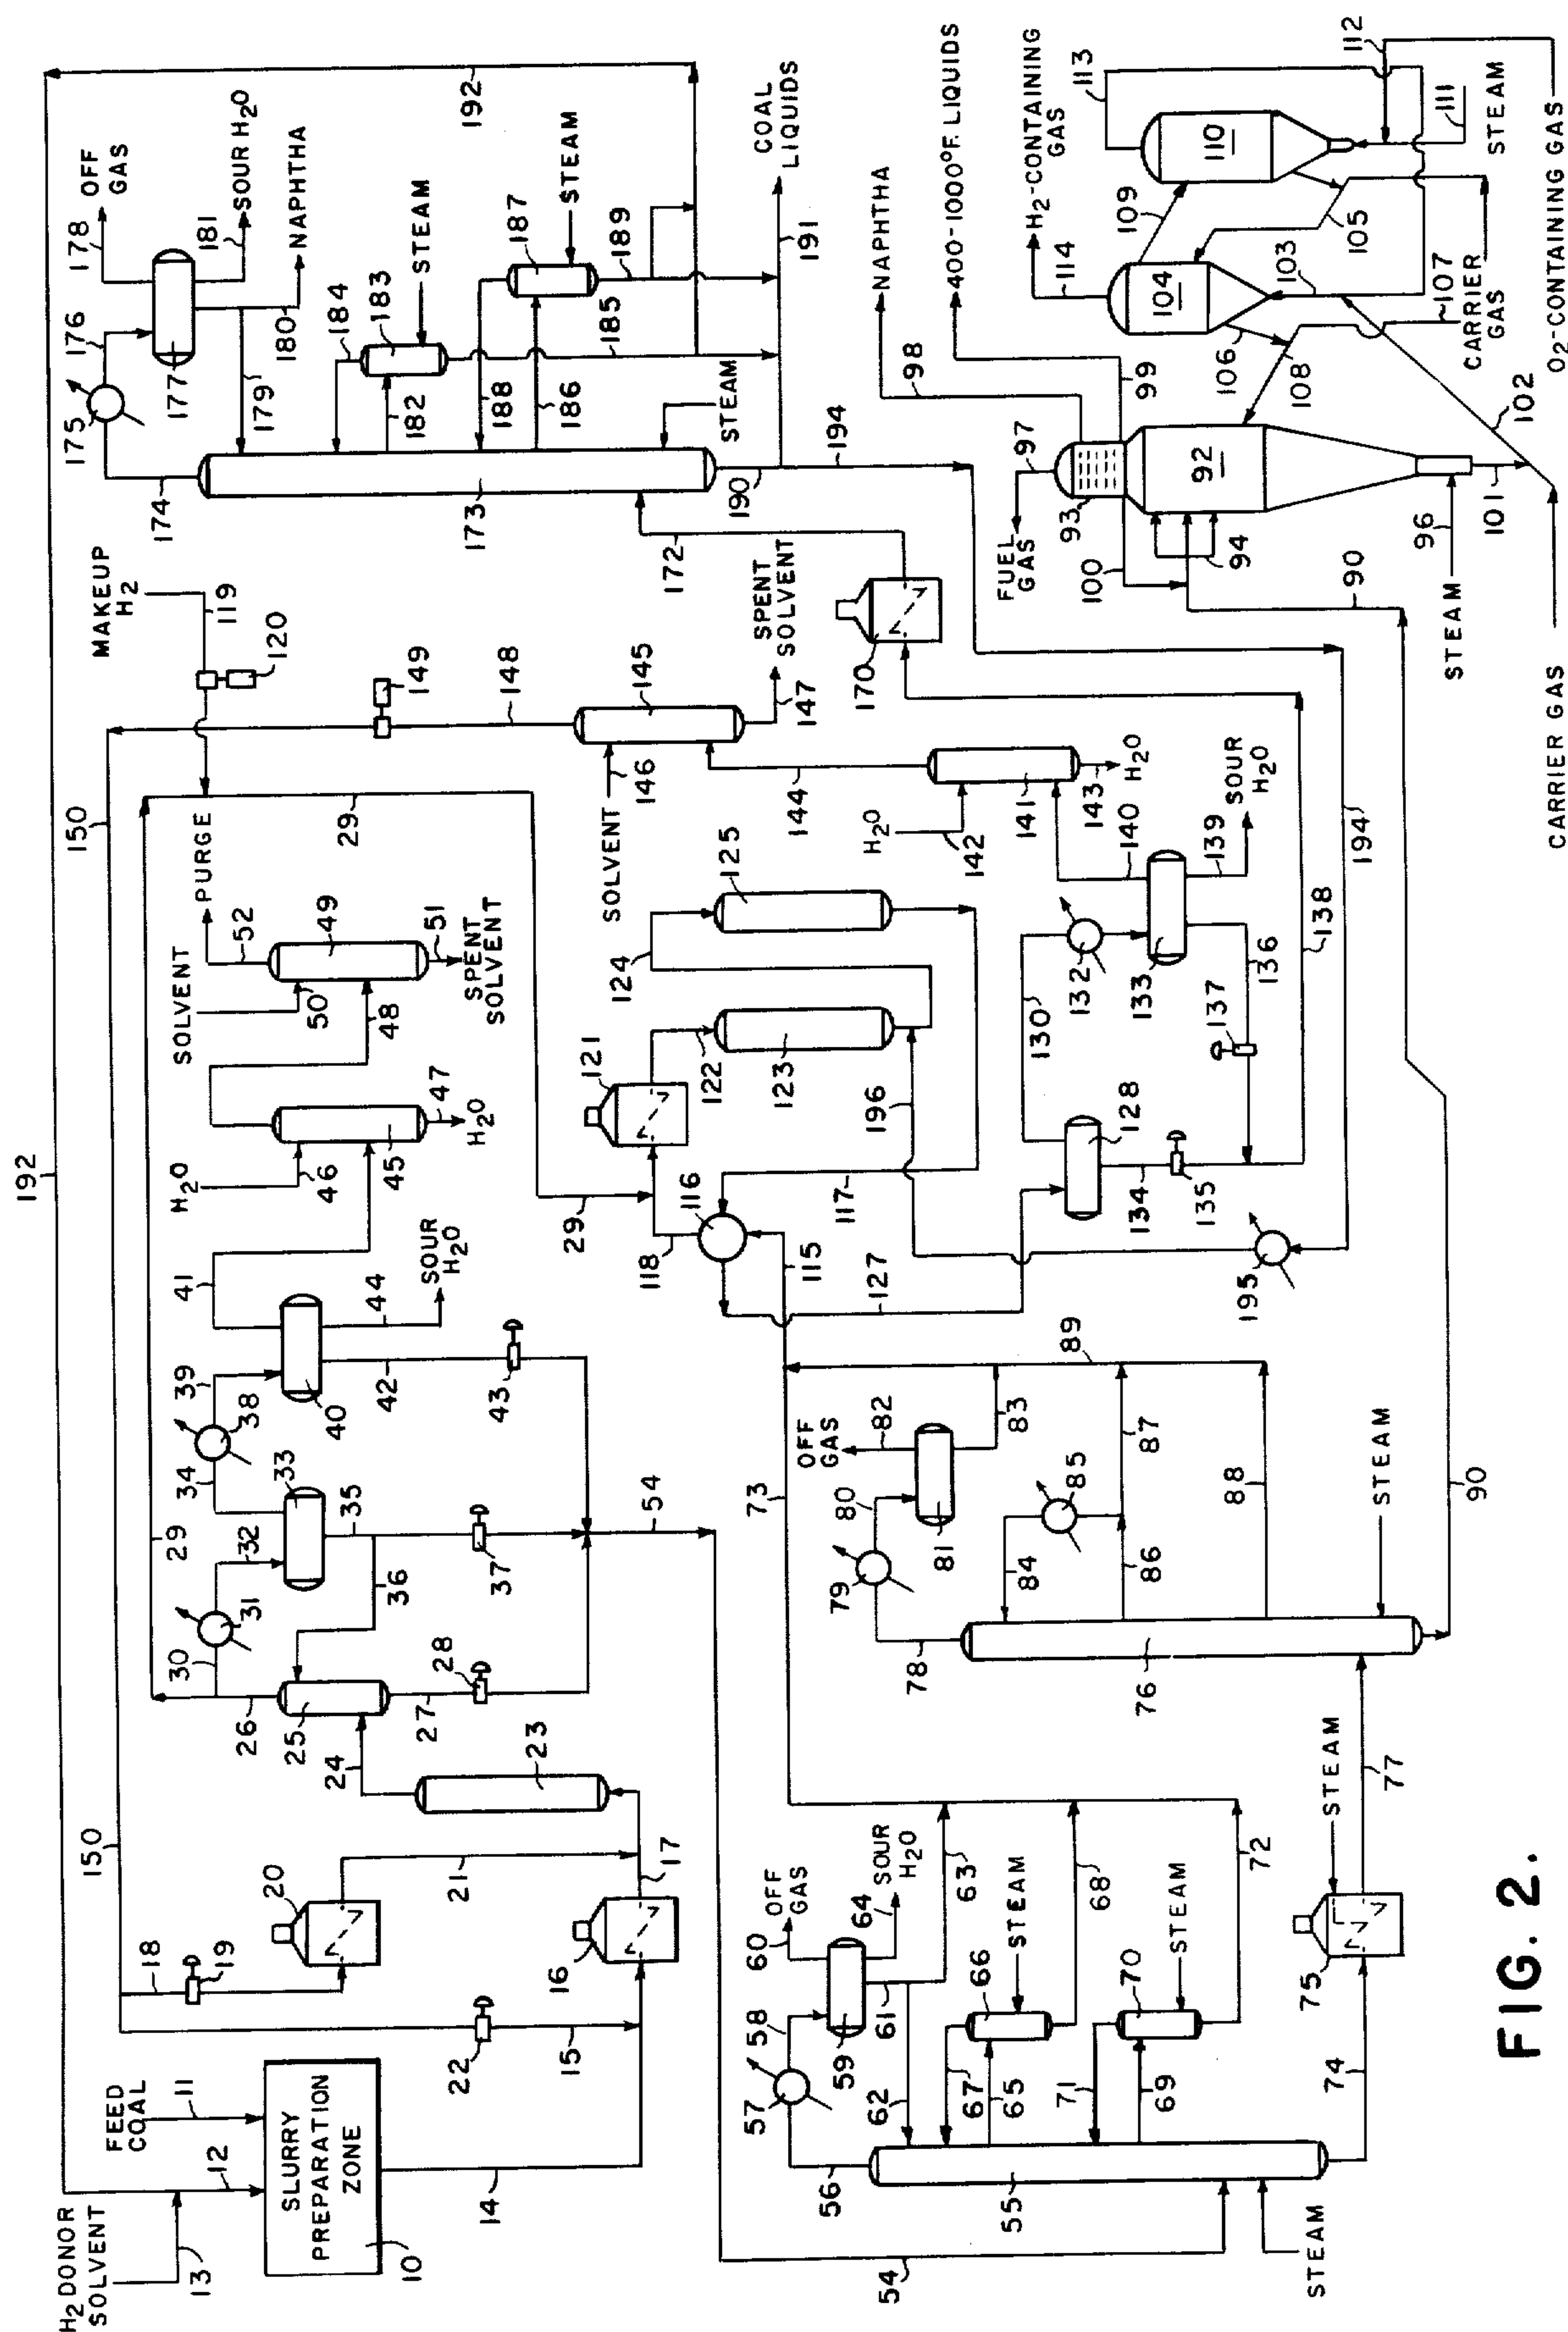 H2 DONOR
SOLVENT
13
12
FEED
COAL
11
SLURRY
PREPARATION
ZONE
10
14
192
150
18
19
20
21
22
15
16
17
23
24
25
26
27
28
29
30
31
32
33
34
35
36
37
38
39
40
41
42
43
44
SOUR
H2O
H2O
46
45
47
H2O
48
SOLVENT
50
49
51
SPENT
SOLVENT
52
PURGE
29
150
192
54
54
STEAM
55
56
57
58
59
60
OFF
GAS
61
62
63
64
SOUR
H2O
65
66
67
STEAM
68
69
70
71
STEAM
72
73
74
75
STEAM
77
76
78
79
80
81
82
OFF
GAS
83
84
85
86
87
88
89
STEAM
90
115
116
117
118
29
121
122
123
124
125
127
128
130
132
133
134
135
136
137
138
139
SOUR
H2O
140
141
142
H2O
143
H2O
144
145
146
SOLVENT
147
SPENT
SOLVENT
148
149
MAKEUP
H2
119
120
194
195
196
170
172
173
174
175
176
177
178
OFF
GAS
179
180
NAPHTHA
181
SOUR H2O
182
183
184
STEAM
185
186
187
188
STEAM
189
190
191
COAL
LIQUIDS
192
194
STEAM
90
92
93
94
96
STEAM
97
FUEL
GAS
98
NAPHTHA
99
400-1000°F. LIQUIDS
100
101
102
CARRIER GAS
103
104
105
106
107
CARRIER
GAS
108
109
110
111
STEAM
112
O2-CONTAINING GAS
113
114
H2-CONTAINING
GAS
FIG. 2.